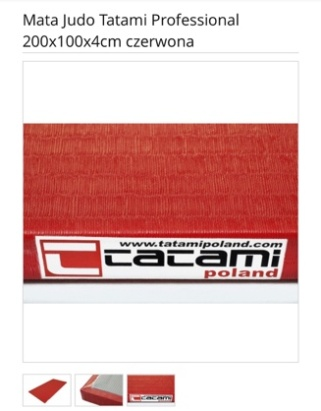 Mata Judo Tatami Professional
200x100x4cm czerwona
www.tatamipoland.com
tatami
poland